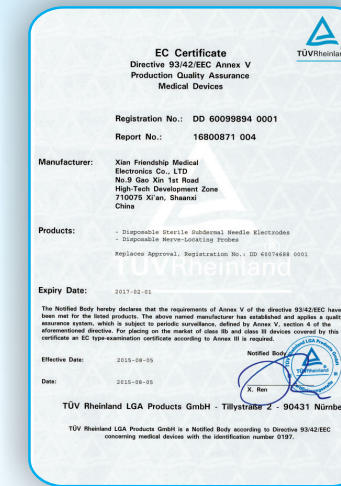 TÜVRheinlan
EC Certificate
Directive 93/42/EEC Annex V
Production Quality Assurance
Medical Devices
Registration No.: DD 60099894 0001
Report No.: 16800871 004
Manufacturer: Xian Friendship Medical
Electronics Co., LTD
No.9 Gao Xin 1st Road
High-Tech Development Zone
710075 Xi'an, Shaanxi
China
Products: - Disposable Sterile Subdermal Needle Electrodes
- Disposable Nerve-Locating Probes
Replaces Approval, Registration No.: DD 60074688 0001
TÜVRheinland
Expiry Date: 2017-02-01
The Notified Body hereby declares that the requirements of Annex V of the directive 93/42/EEC have
been met for the listed products. The above named manufacturer has established and applies a quality
assurance system, which is subject to periodic surveillance, defined by Annex V, section 4 of the
aforementioned directive. For placing on the market of class IIb and class III devices covered by this
certificate an EC type-examination certificate according to Annex III is required.
Notified Body
Effective Date: 2015-08-05
TÜVRheinland
Date: 2015-08-05
X. Ren
TÜV Rheinland LGA Products GmbH - Tillystraße 2 - 90431 Nürnbe
TÜV Rheinland LGA Products GmbH is a Notified Body according to Directive 93/42/EEC
concerning medical devices with the identification number 0197.